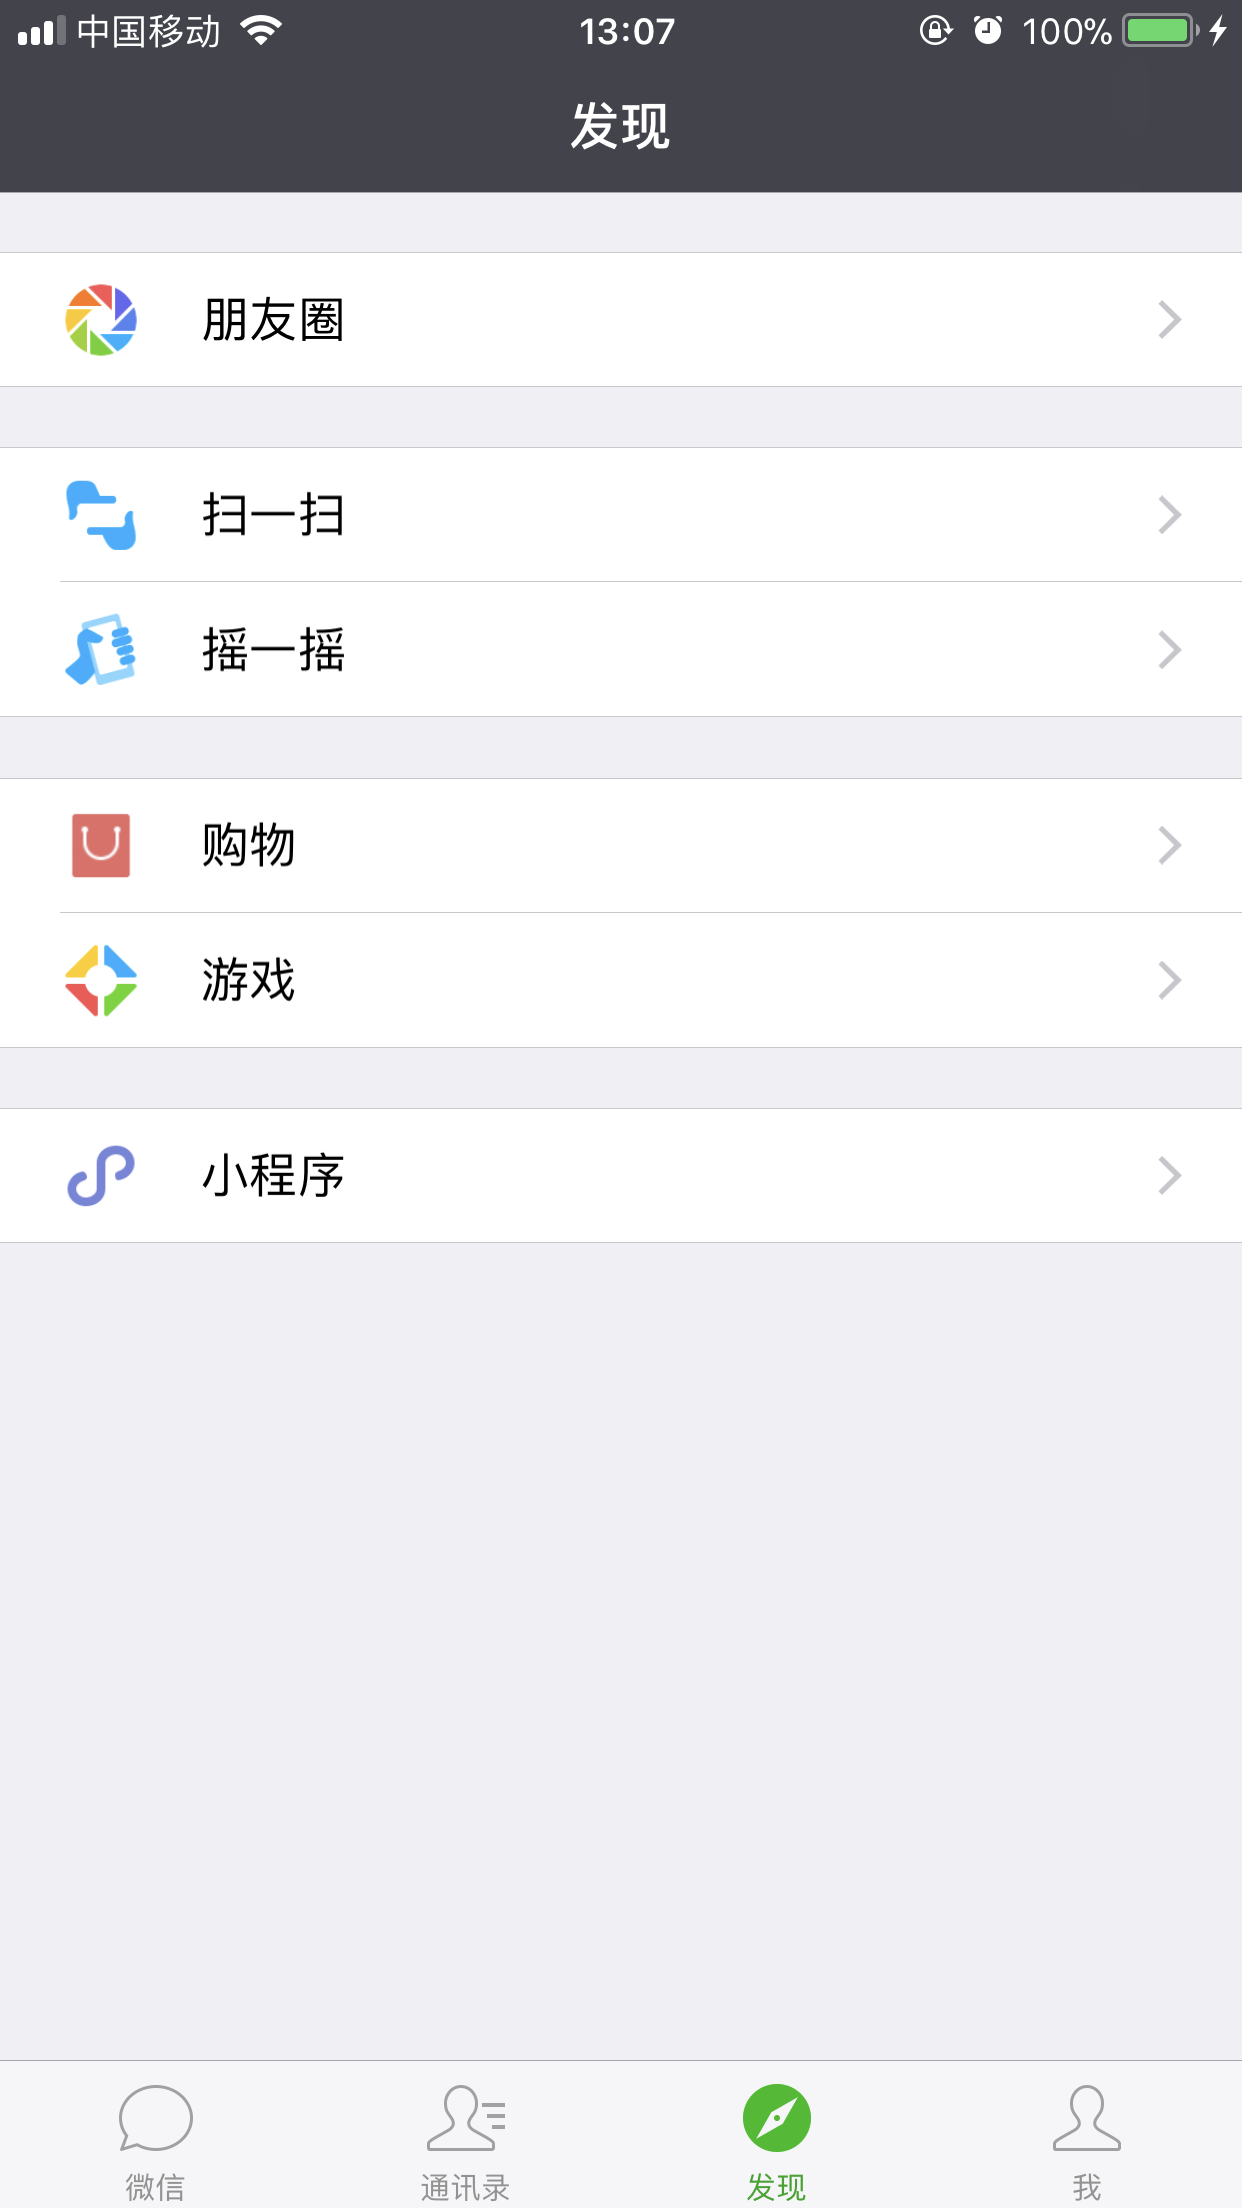 中国移动 13:07 100%
发现
朋友圈
扫一扫
摇一摇
购物
游戏
小程序
微信 通讯录 发现 我